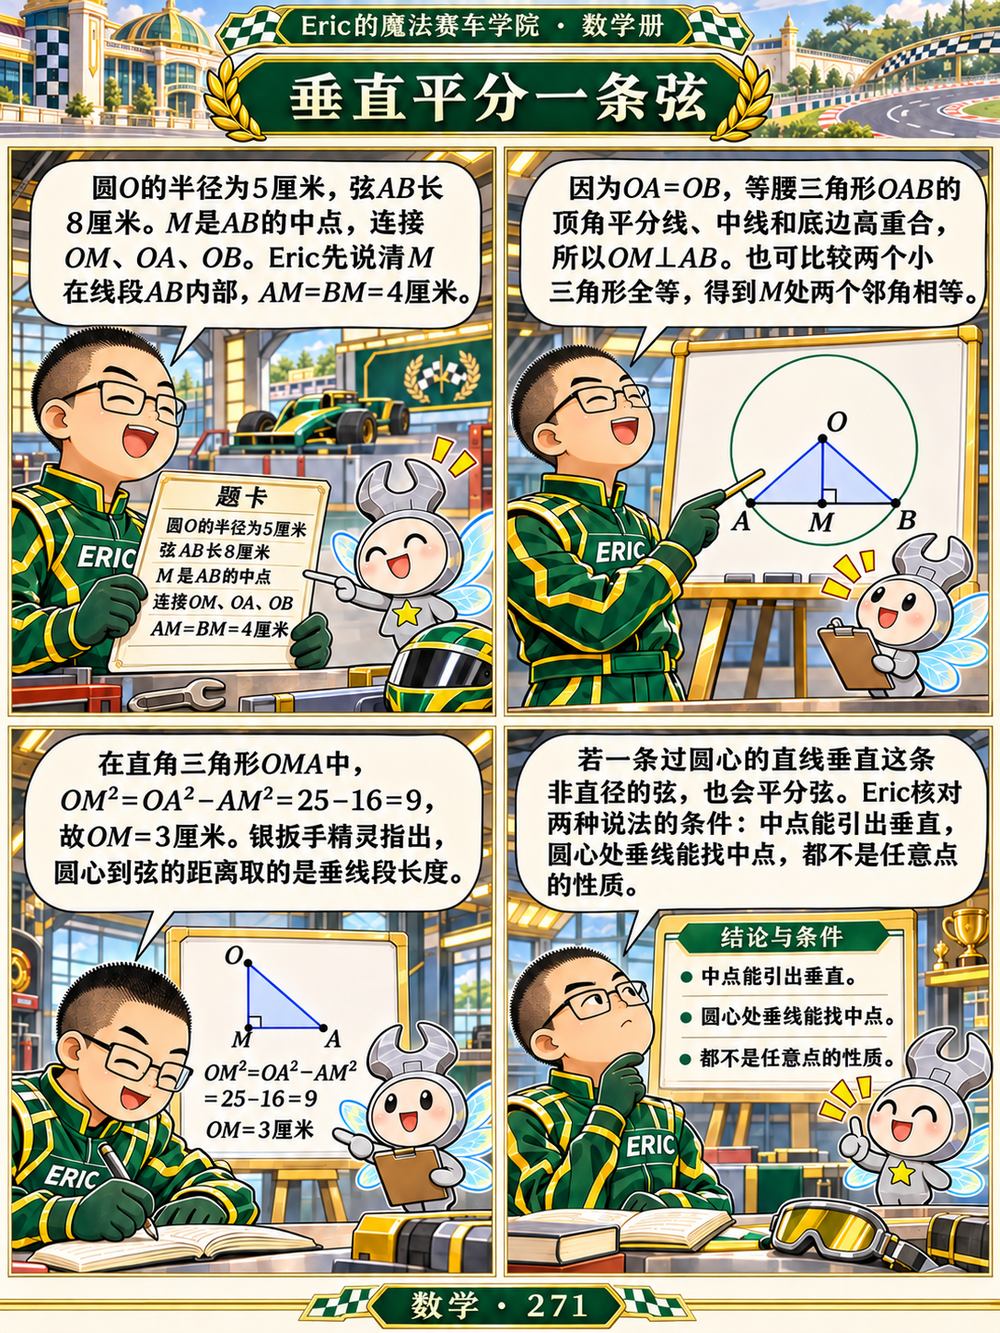 Eric的魔法赛车学院 · 数学册
垂直平分一条弦
圆O的半径为5厘米，弦AB长
8厘米。M是AB的中点，连接
OM、OA、OB。Eric先说清M
在线段AB内部，AM=BM=4厘米。
题卡
圆O的半径为5厘米
弦AB长8厘米
M是AB的中点
连接OM、OA、OB
AM=BM=4厘米
ERIC
因为OA=OB，等腰三角形OAB的
顶角平分线、中线和底边高重合，
所以OM⊥AB。也可比较两个小
三角形全等，得到M处两个邻角相等。
O
A
M
B
ERIC
在直角三角形OMA中，
OM²=OA²−AM²=25−16=9，
故OM=3厘米。银扳手精灵指出，
圆心到弦的距离取的是垂线段长度。
O
M
A
OM²=OA²−AM²
=25−16=9
OM=3厘米
ERIC
若一条过圆心的直线垂直这条
非直径的弦，也会平分弦。Eric核对
两种说法的条件：中点能引出垂直，
圆心处垂线能找中点，都不是任意点
的性质。
结论与条件
● 中点能引出垂直。
● 圆心处垂线能找中点。
● 都不是任意点的性质。
ERIC
数学 · 271